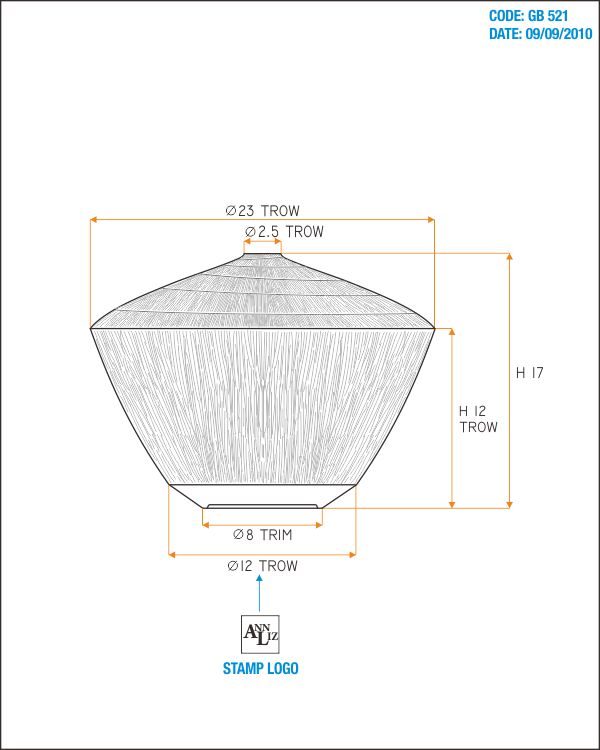 CODE: GB 521
DATE: 09/09/2010
Ø23 TROW
Ø2.5 TROW
H 17
H 12
TROW
Ø8 TRIM
Ø12 TROW
ANN
LIZ
STAMP LOGO